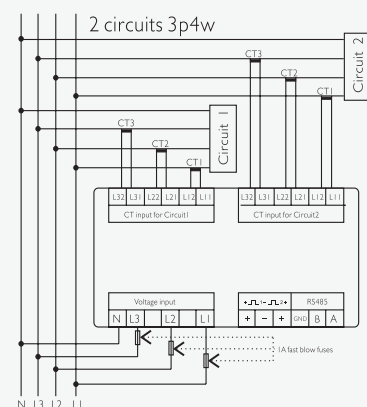 2 circuits 3p4w
Circuit 2
CT3
CT2
CT1
Circuit 1
CT3
CT2
CT1
L32 L31 L22 L21 L12 L11
L32 L31 L22 L21 L12 L11
CT input for Circuit1
CT input for Circuit2
Voltage input
+ 1 - 2 + RS485
N L3 L2 L1
+ - + GND B A
1A fast blow fuses
N L3 L2 L1